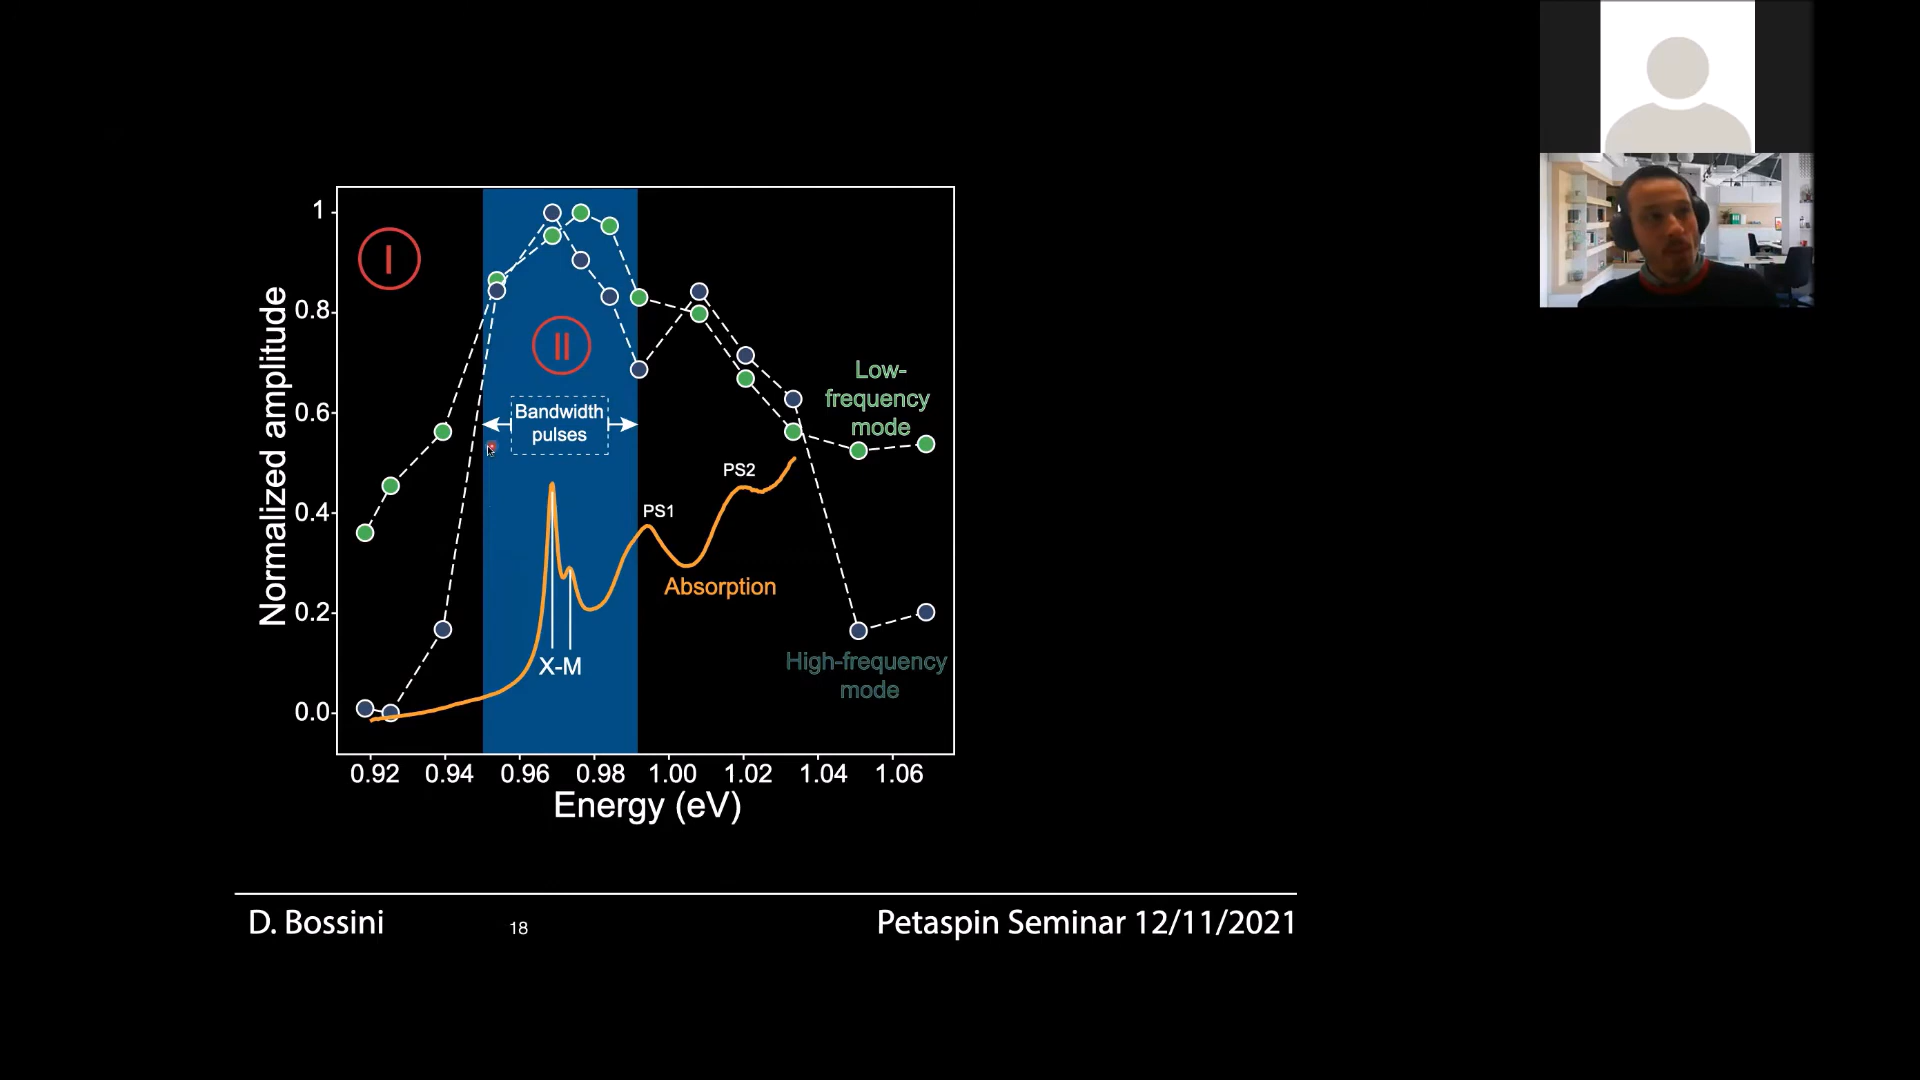 1
0.8
0.6
0.4
0.2
0.0
Normalized amplitude
I
II
Bandwidth
pulses
Low-
frequency
mode
PS2
PS1
Absorption
X-M
High-frequency
mode
0.92 0.94 0.96 0.98 1.00 1.02 1.04 1.06
Energy (eV)
D. Bossini 18 Petaspin Seminar 12/11/2021